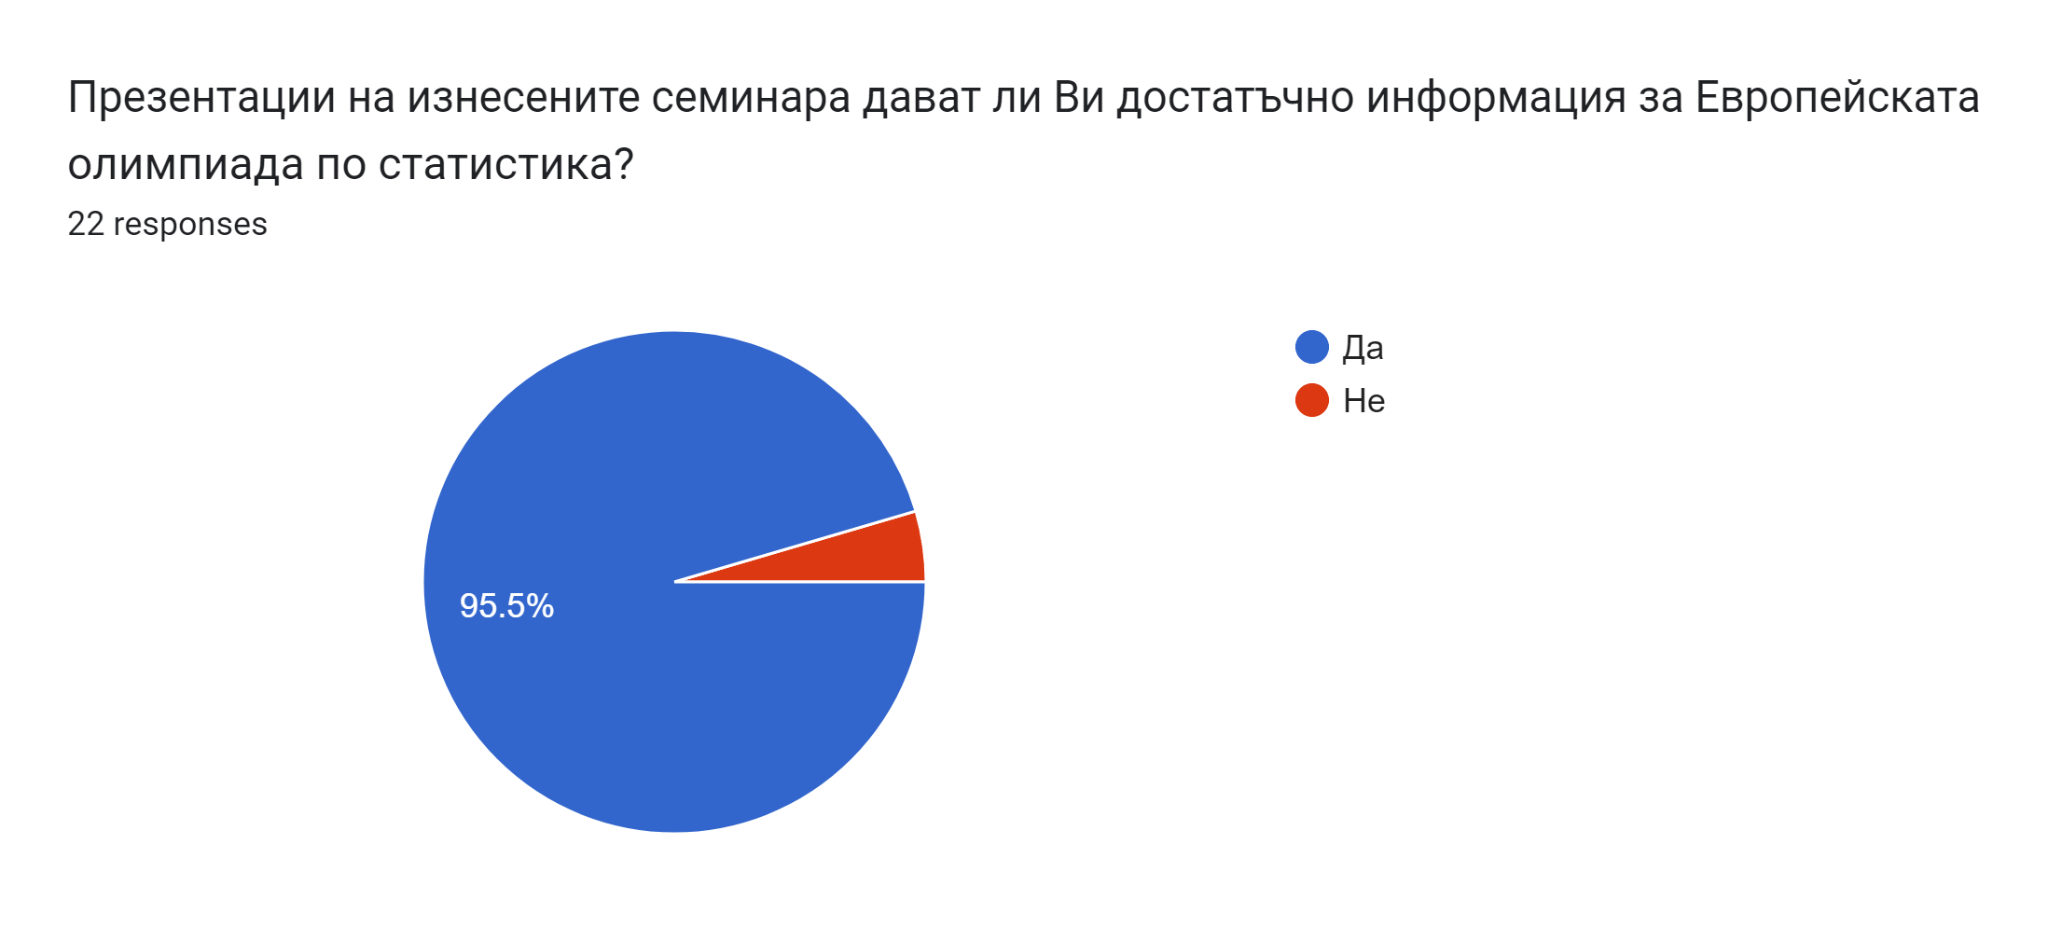 Презентации на изнесените семинара дават ли Ви достатъчно информация за Европейската
олимпиада по статистика?
22 responses
Да
Не
95.5%